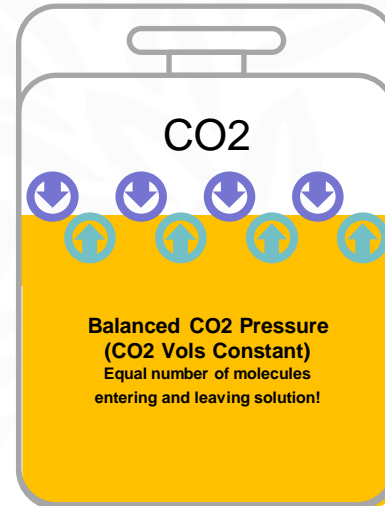 CO2
Balanced CO2 Pressure
(CO2 Vols Constant)
Equal number of molecules
entering and leaving solution!